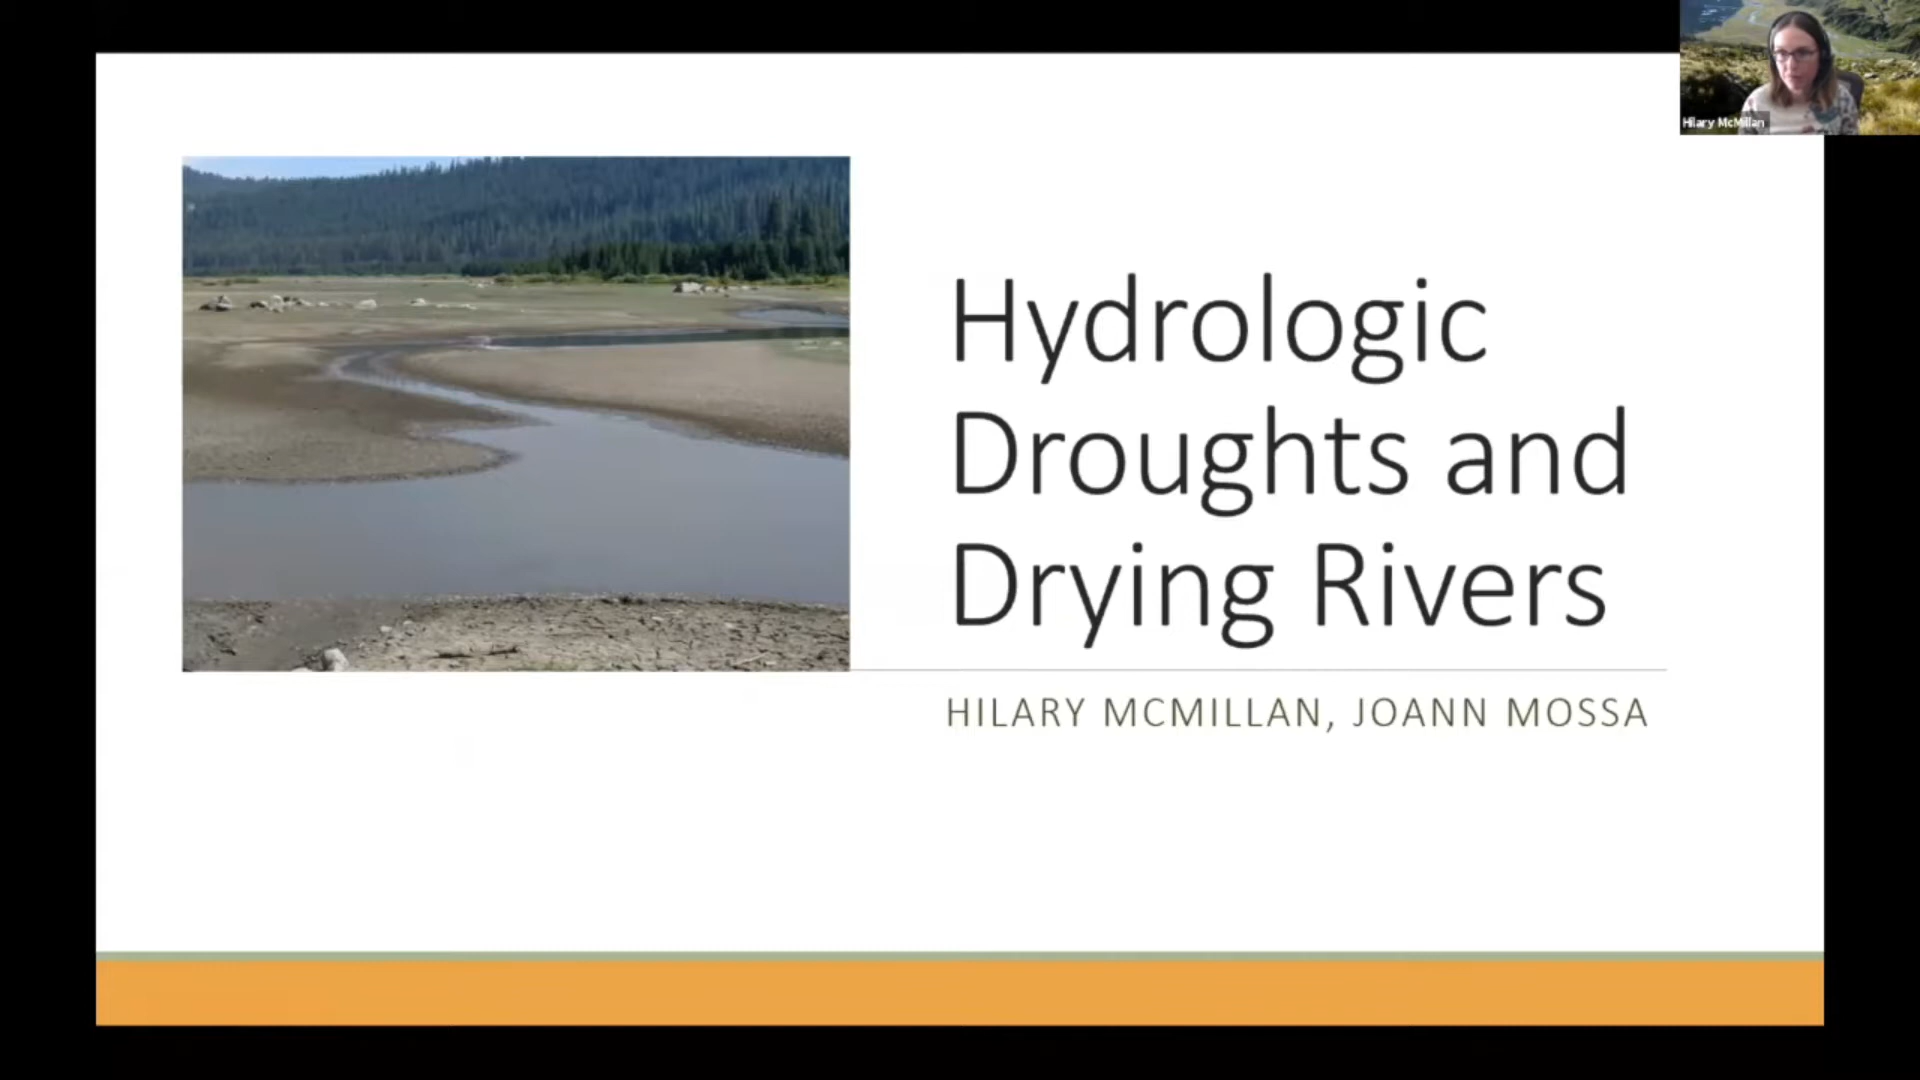 Hilary McMillan
Hydrologic
Droughts and
Drying Rivers
HILARY MCMILLAN, JOANN MOSSA